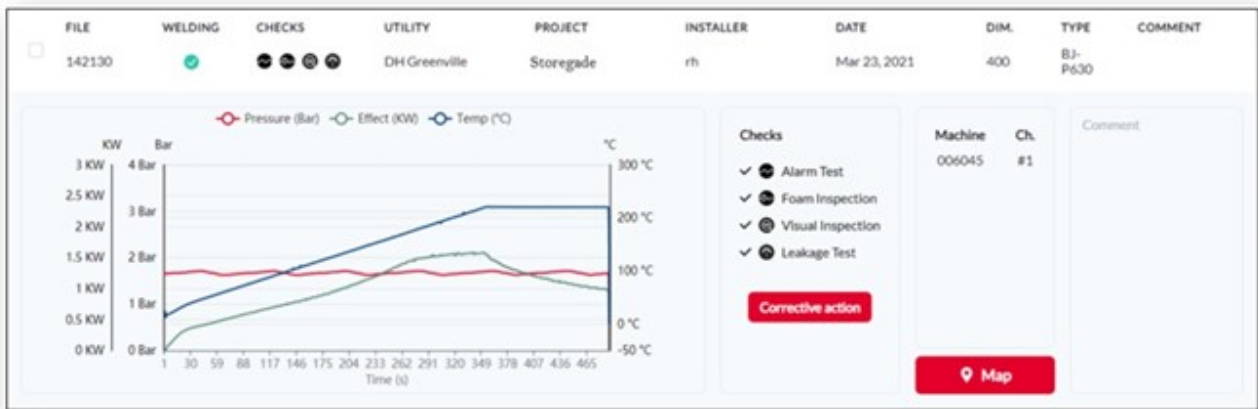 FILE WELDING CHECKS UTILITY PROJECT INSTALLER DATE DIM. TYPE COMMENT
142130 DH Greenville Storegade rh Mar 23, 2021 400 BJ-
P630
Pressure (Bar) Effect (KW) Temp (°C)
KW Bar °C
3 KW 4 Bar 300 °C
2.5 KW
2 KW 3 Bar 200 °C
1.5 KW 2 Bar
1 KW 100 °C
1 Bar
0.5 KW 0 °C
0 KW 0 Bar -50 °C
1 30 59 88 117 146 175 204 233 262 291 320 349 378 407 436 465
Time (s)
Checks
Alarm Test
Foam Inspection
Visual Inspection
Leakage Test
Corrective action
Machine Ch.
006045 #1
Map
Comment